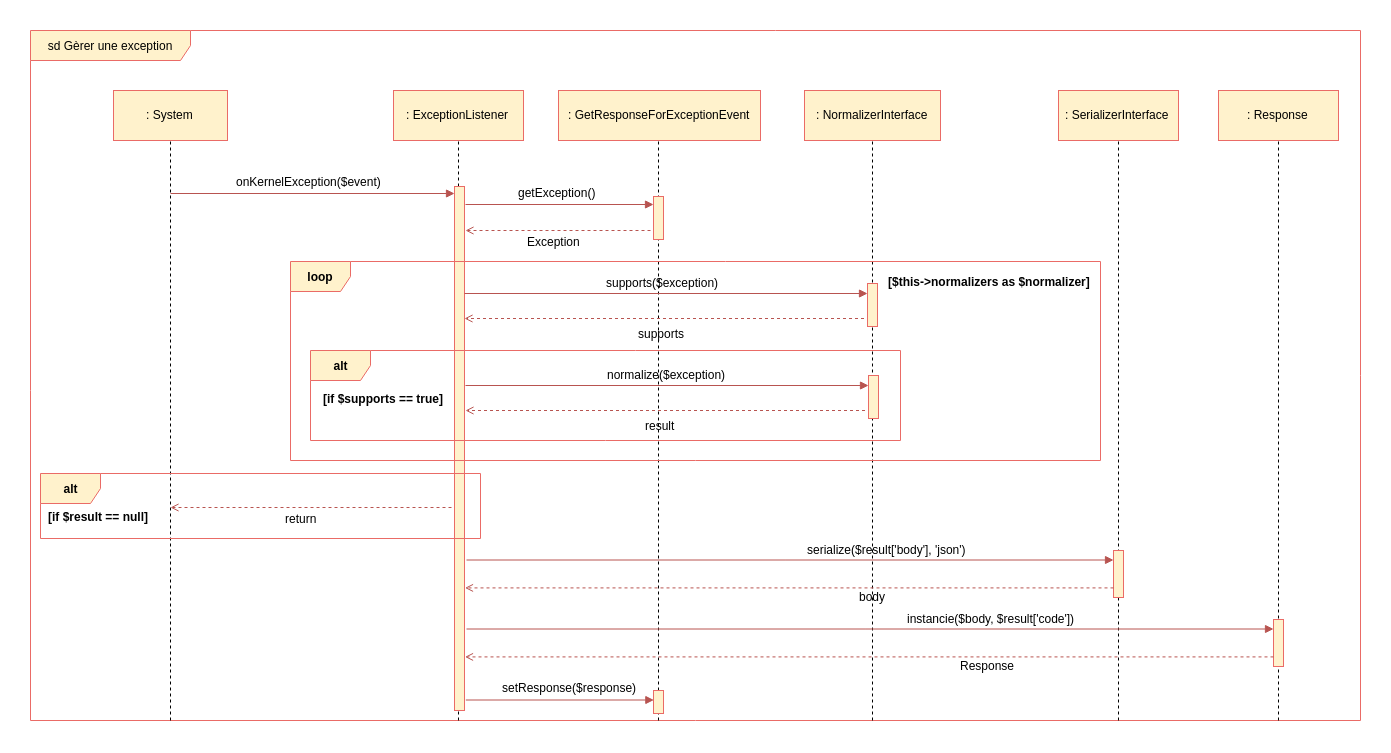 sd Gèrer une exception
: System
: ExceptionListener
: GetResponseForExceptionEvent
: NormalizerInterface
: SerializerInterface
: Response
onKernelException($event)
getException()
Exception
loop
supports($exception)
[$this->normalizers as $normalizer]
supports
alt
normalize($exception)
[if $supports == true]
result
alt
[if $result == null]
return
serialize($result['body'], 'json')
body
instancie($body, $result['code'])
Response
setResponse($response)